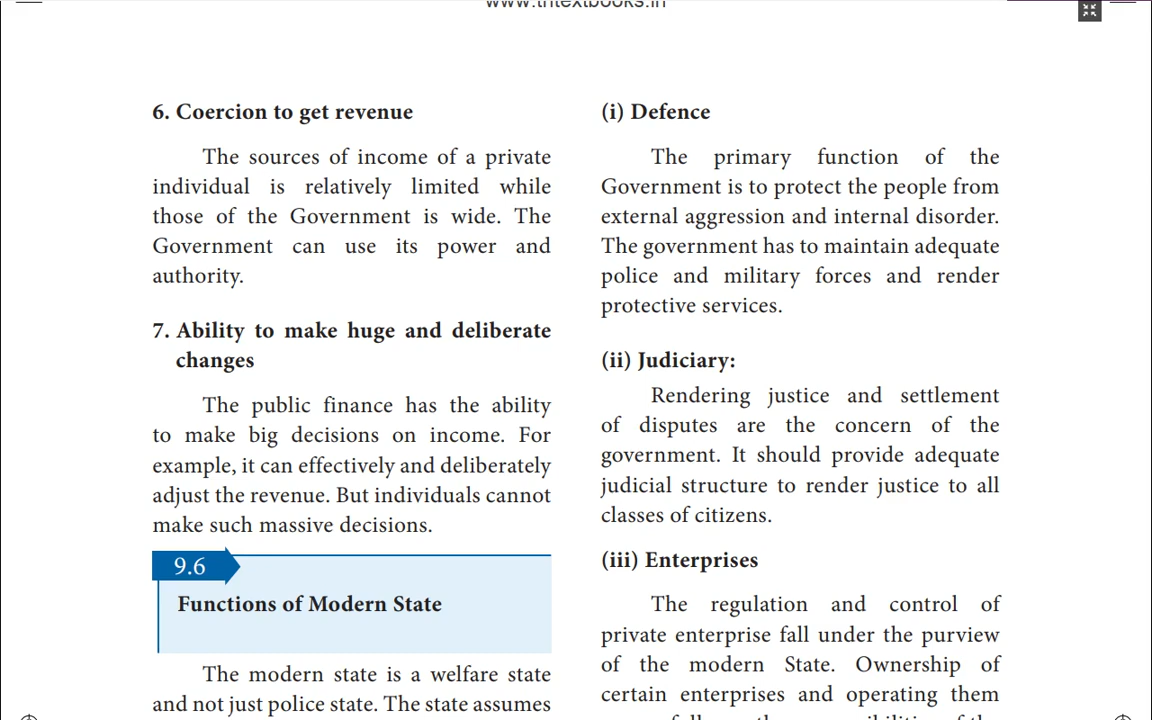 www.tntextbooks.in
6. Coercion to get revenue
The sources of income of a private
individual is relatively limited while
those of the Government is wide. The
Government can use its power and
authority.
7. Ability to make huge and deliberate
changes
The public finance has the ability
to make big decisions on income. For
example, it can effectively and deliberately
adjust the revenue. But individuals cannot
make such massive decisions.
9.6
Functions of Modern State
The modern state is a welfare state
and not just police state. The state assumes
(i) Defence
The primary function of the
Government is to protect the people from
external aggression and internal disorder.
The government has to maintain adequate
police and military forces and render
protective services.
(ii) Judiciary:
Rendering justice and settlement
of disputes are the concern of the
government. It should provide adequate
judicial structure to render justice to all
classes of citizens.
(iii) Enterprises
The regulation and control of
private enterprise fall under the purview
of the modern State. Ownership of
certain enterprises and operating them